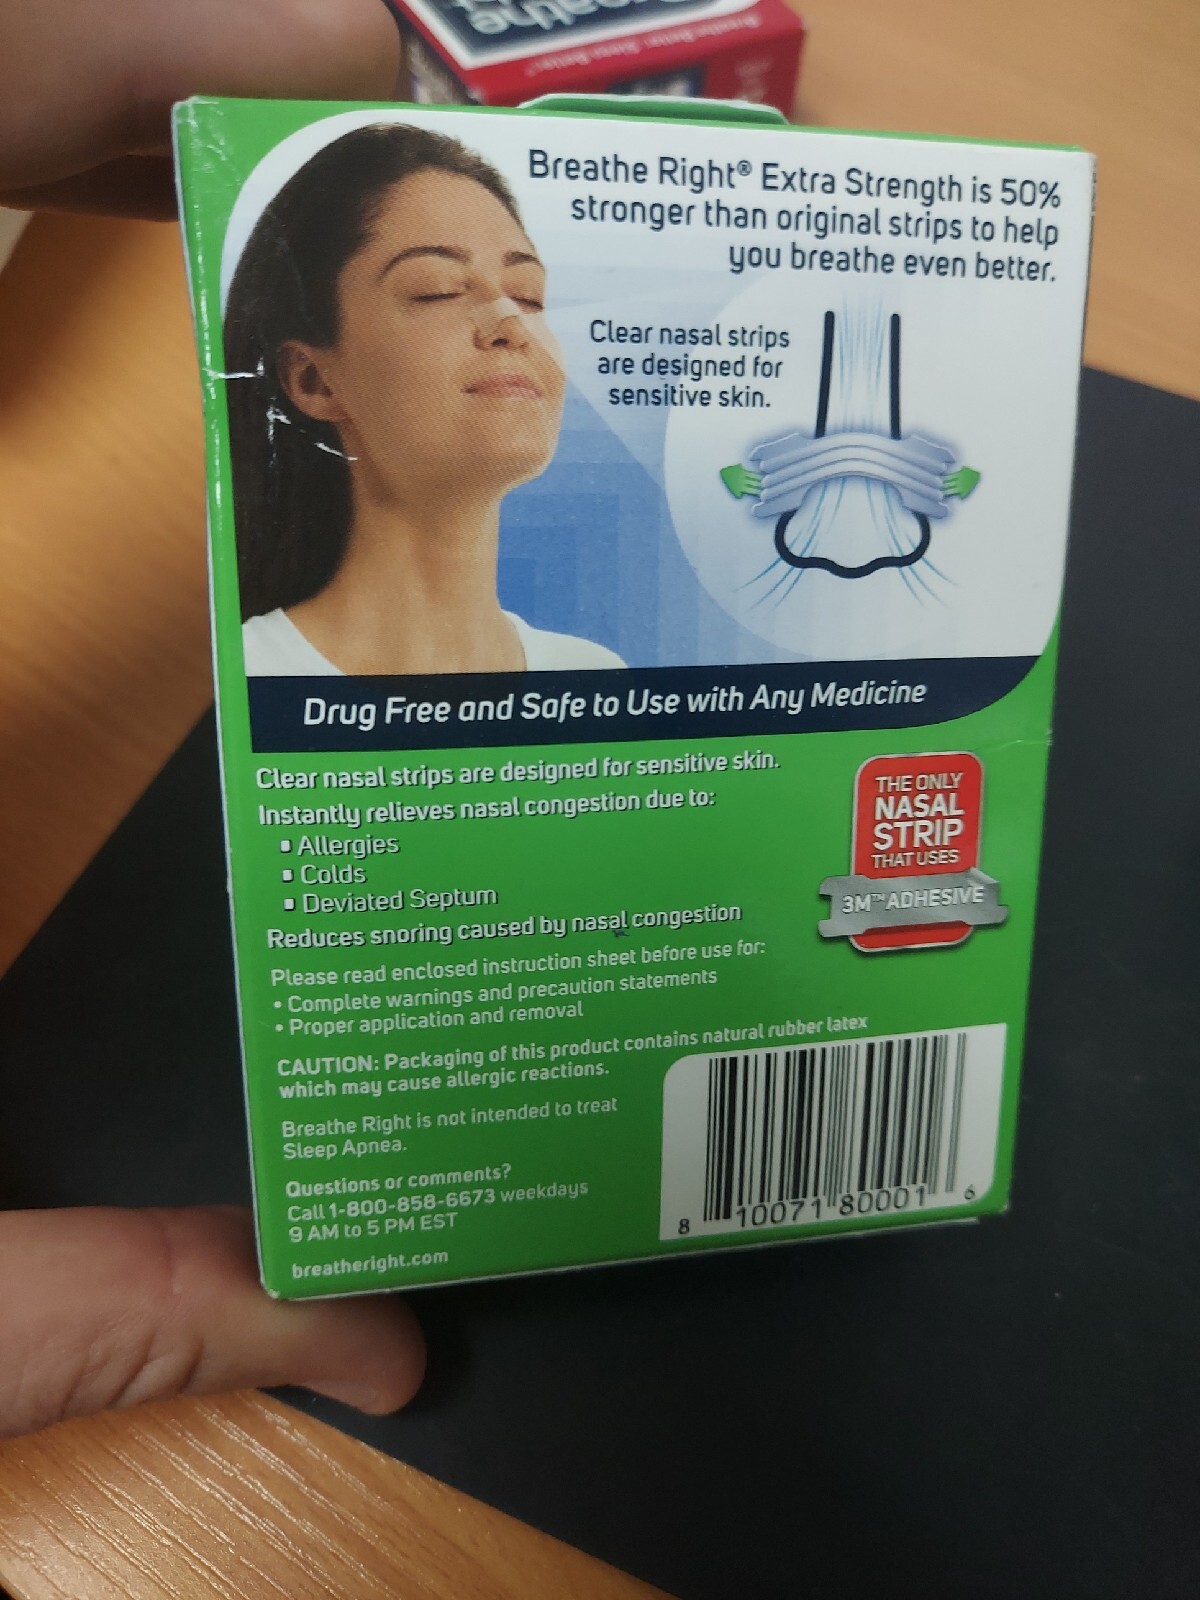 Breathe
Breathe Right® Extra Strength is 50%
stronger than original strips to help
you breathe even better.
Clear nasal strips
are designed for
sensitive skin.
Drug Free and Safe to Use with Any Medicine
Clear nasal strips are designed for sensitive skin.
Instantly relieves nasal congestion due to:
▪ Allergies
▪ Colds
▪ Deviated Septum
Reduces snoring caused by nasal congestion
THE ONLY
NASAL
STRIP
THAT USES
3M™ ADHESIVE
Please read enclosed instruction sheet before use for:
• Complete warnings and precaution statements
• Proper application and removal
CAUTION: Packaging of this product contains natural rubber latex
which may cause allergic reactions.
Breathe Right is not intended to treat
Sleep Apnea.
Questions or comments?
Call 1-800-858-6673 weekdays
9 AM to 5 PM EST
breatheright.com
8 10071 80001 6